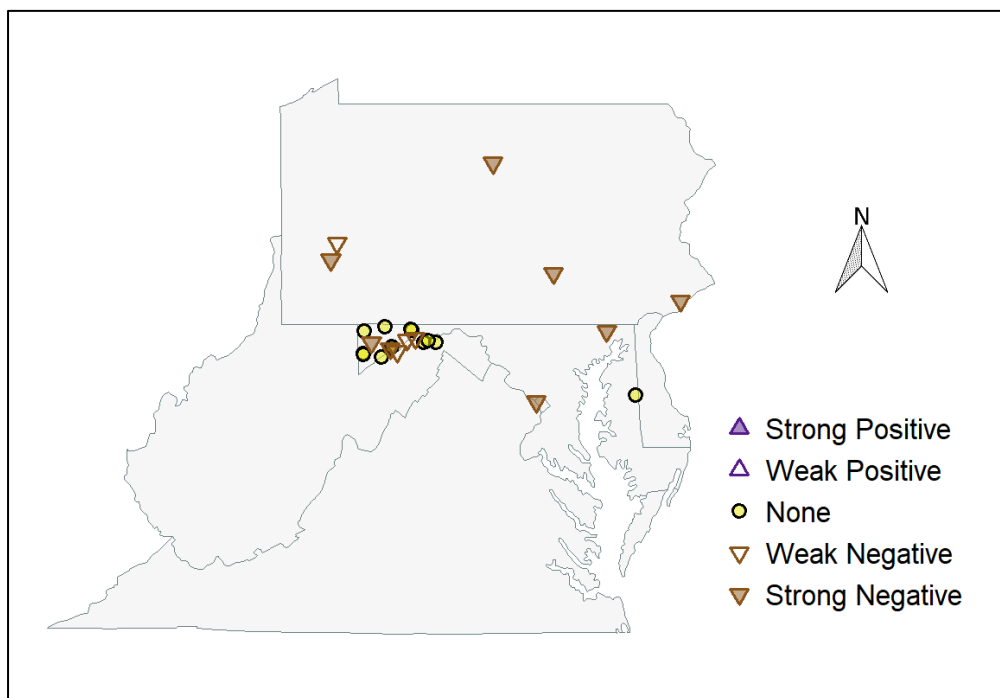 N
Strong Positive
Weak Positive
None
Weak Negative
Strong Negative